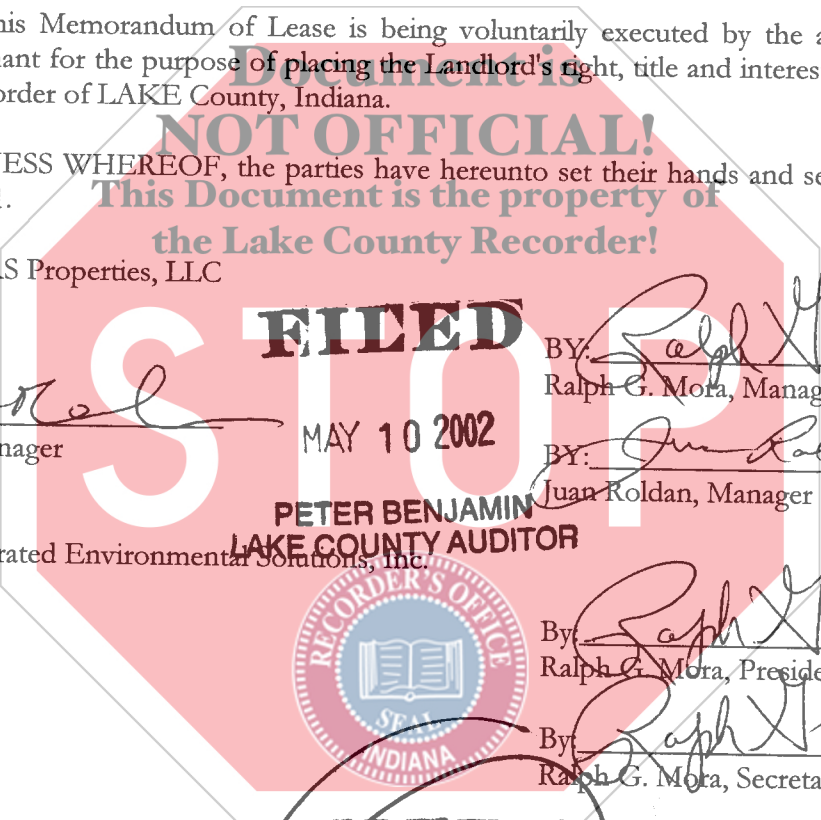 his Memorandum of Lease is being voluntarily executed by the a
ant for the purpose of placing the Landlord's right, title and interes
order of LAKE County, Indiana.
Document is
NOT OFFICIAL!
This Document is the property of
the Lake County Recorder!
ESS WHEREOF, the parties have hereunto set their hands and se
S Properties, LLC
STOP
FILED
MAY 10 2002
PETER BENJAMIN
LAKE COUNTY AUDITOR
BY:
Ralph G. Mora, Manag
nager
BY:
Juan Roldan, Manager
rated Environmental Solutions, Inc.
RECORDER'S OFFICE
SEAL
INDIANA
By:
Ralph G. Mora, Preside
By:
Ralph G. Mora, Secreta